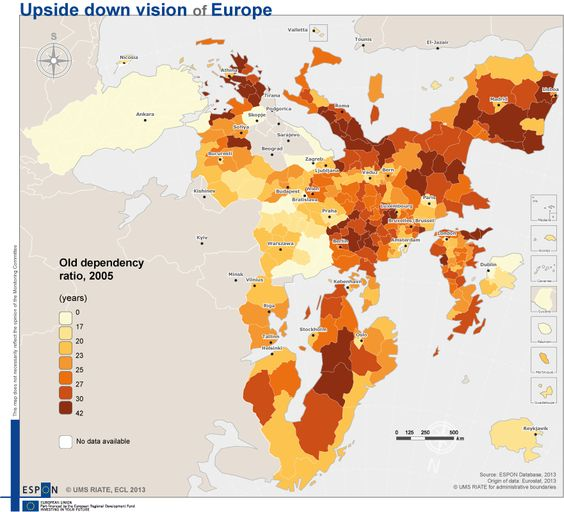 Upside down vision of Europe
S
Valletta
Tounis
El-Jazair
Nicosia
Athina
Tirana
Ankara
Skopje
Podgorica
Sofiya
Sarajevo
Beograd
Bucuresti
Zagreb
Ljubljana
Roma
Madrid
Lisboa
Kishinev
Budapest
Wien
Bratislava
Vaduz
Bern
Praha
Luxembourg
Paris
Kyiv
Warszawa
Berlin
Bruxelles/Brussel
Amsterdam
London
Dublin
Minsk
Vilnius
København
Riga
Stockholm
Oslo
Tallinn
Helsinki
Reykjavik
Old dependency
ratio, 2005
(years)
0
17
20
23
25
27
30
42
No data available
Madeira
Canarias
Guyane
Réunion
Martinique
Guadeloupe
0 125 250 500
km
N
This map does not necessarily reflect the opinion of the Monitoring Committee
Source: ESPON Database, 2013
Origin of data: Eurostat, 2013
© UMS RIATE for administrative boundaries
ESPON © UMS RIATE, ECL 2013
EUROPEAN UNION
Part-financed by the European Regional Development Fund
INVESTING IN YOUR FUTURE